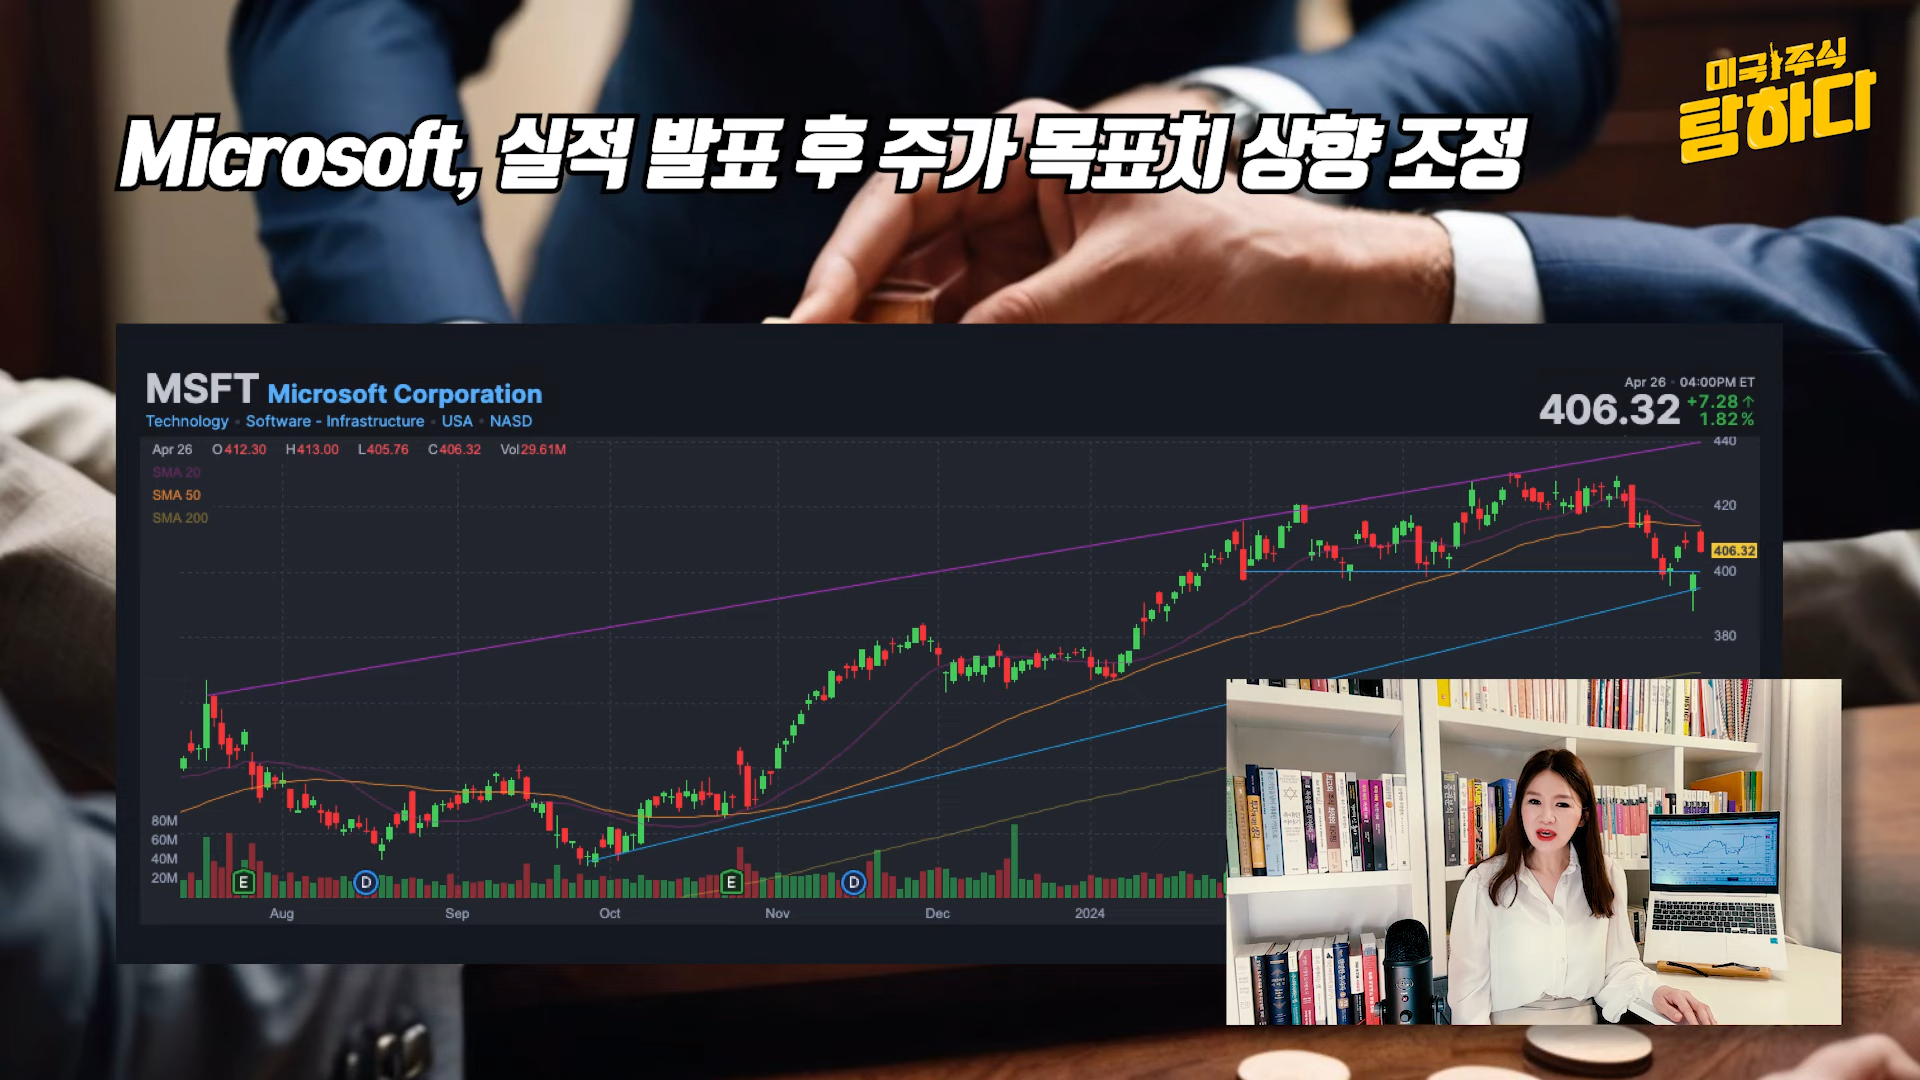 미국주식
탐하다
Microsoft, 실적 발표 후 주가 목표치 상향 조정
MSFT Microsoft Corporation
Technology • Software - Infrastructure • USA • NASD
Apr 26 • 04:00PM ET
406.32 +7.28 ↑
1.82 %
Apr 26 O412.30 H413.00 L405.76 C406.32 Vol29.61M
SMA 20
SMA 50
SMA 200
440
420
406.32
400
380
80M
60M
40M
20M
E D E D
Aug Sep Oct Nov Dec 2024
JUSTICE